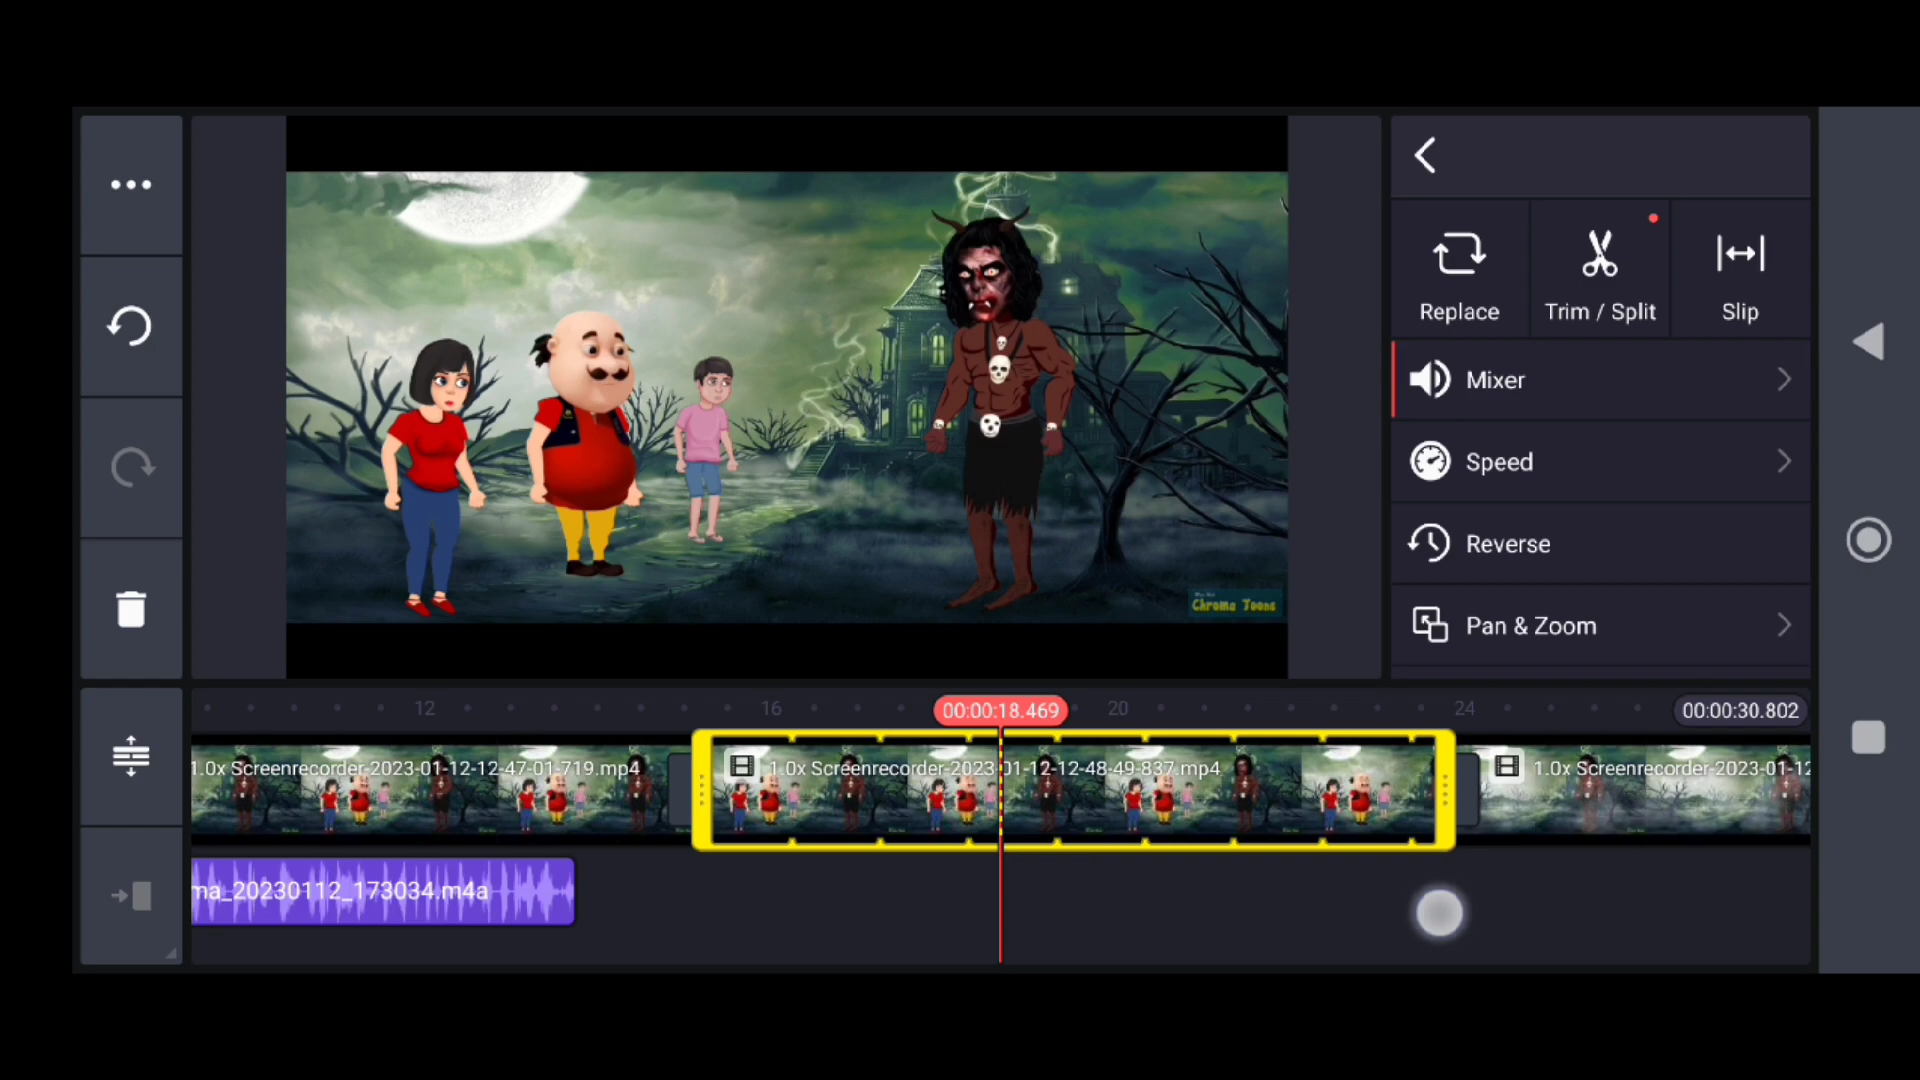 Replace
Trim / Split
Slip
Mixer
Speed
Reverse
Pan & Zoom
Chroma Toons
12
16
00:00:18.469
20
24
00:00:30.802
1.0x Screenrecorder-2023-01-12-12-47-01-719.mp4
1.0x Screenrecorder-2023-01-12-12-48-49-837.mp4
1.0x Screenrecorder-2023-01-12
ma_20230112_173034.m4a